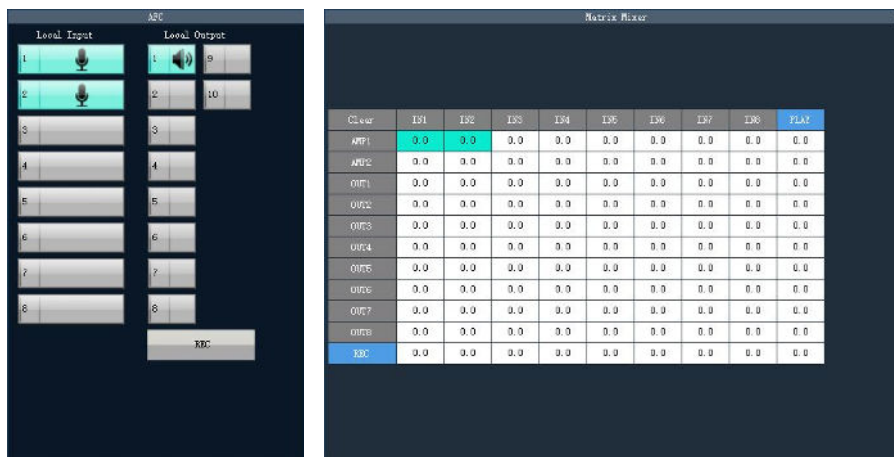 AFC
Local Input Local Output
1 1 9
2 2 10
3 3
4 4
5 5
6 6
7 7
8 8
REC
Matrix Mixer
Clear IN1 IN2 IN3 IN4 IN5 IN6 IN7 IN8 PLAY
AMP1 0.0 0.0 0.0 0.0 0.0 0.0 0.0 0.0 0.0
AMP2 0.0 0.0 0.0 0.0 0.0 0.0 0.0 0.0 0.0
OUT1 0.0 0.0 0.0 0.0 0.0 0.0 0.0 0.0 0.0
OUT2 0.0 0.0 0.0 0.0 0.0 0.0 0.0 0.0 0.0
OUT3 0.0 0.0 0.0 0.0 0.0 0.0 0.0 0.0 0.0
OUT4 0.0 0.0 0.0 0.0 0.0 0.0 0.0 0.0 0.0
OUT5 0.0 0.0 0.0 0.0 0.0 0.0 0.0 0.0 0.0
OUT6 0.0 0.0 0.0 0.0 0.0 0.0 0.0 0.0 0.0
OUT7 0.0 0.0 0.0 0.0 0.0 0.0 0.0 0.0 0.0
OUT8 0.0 0.0 0.0 0.0 0.0 0.0 0.0 0.0 0.0
REC 0.0 0.0 0.0 0.0 0.0 0.0 0.0 0.0 0.0